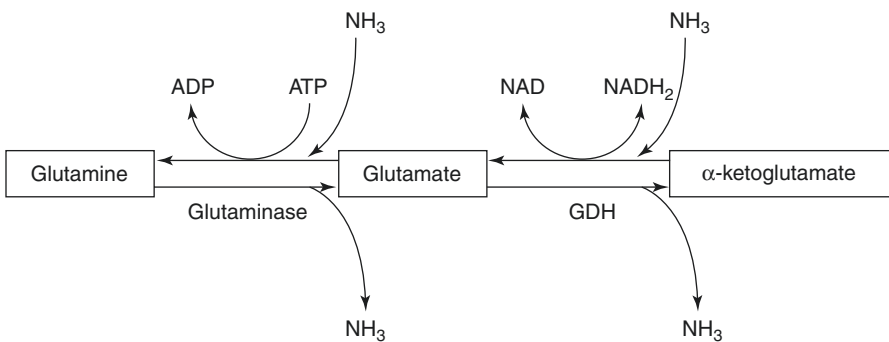 NH3 NH3
ADP ATP NAD NADH2
Glutamine Glutamate α-ketoglutamate
Glutaminase GDH
NH3 NH3